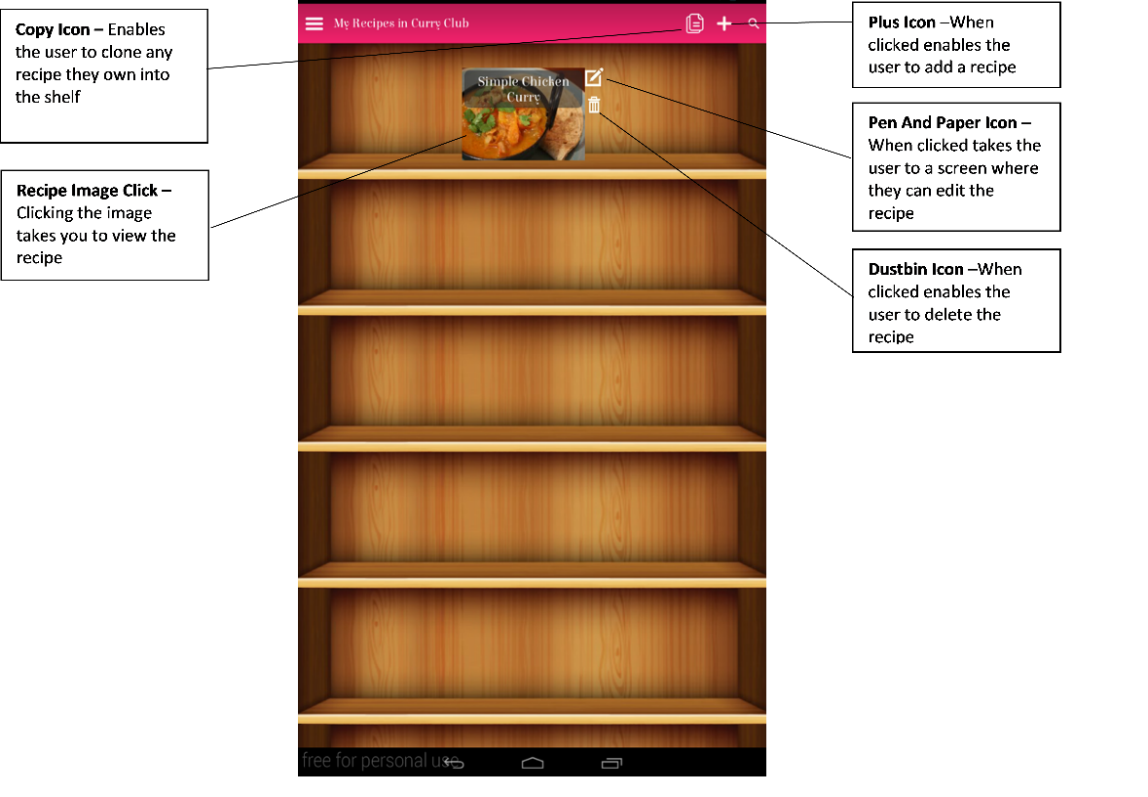 Copy Icon – Enables
the user to clone any
recipe they own into
the shelf
Recipe Image Click –
Clicking the image
takes you to view the
recipe
My Recipes in Curry Club
Simple Chicken
Curry
Plus Icon –When
clicked enables the
user to add a recipe
Pen And Paper Icon –
When clicked takes the
user to a screen where
they can edit the
recipe
Dustbin Icon –When
clicked enables the
user to delete the
recipe
free for personal use